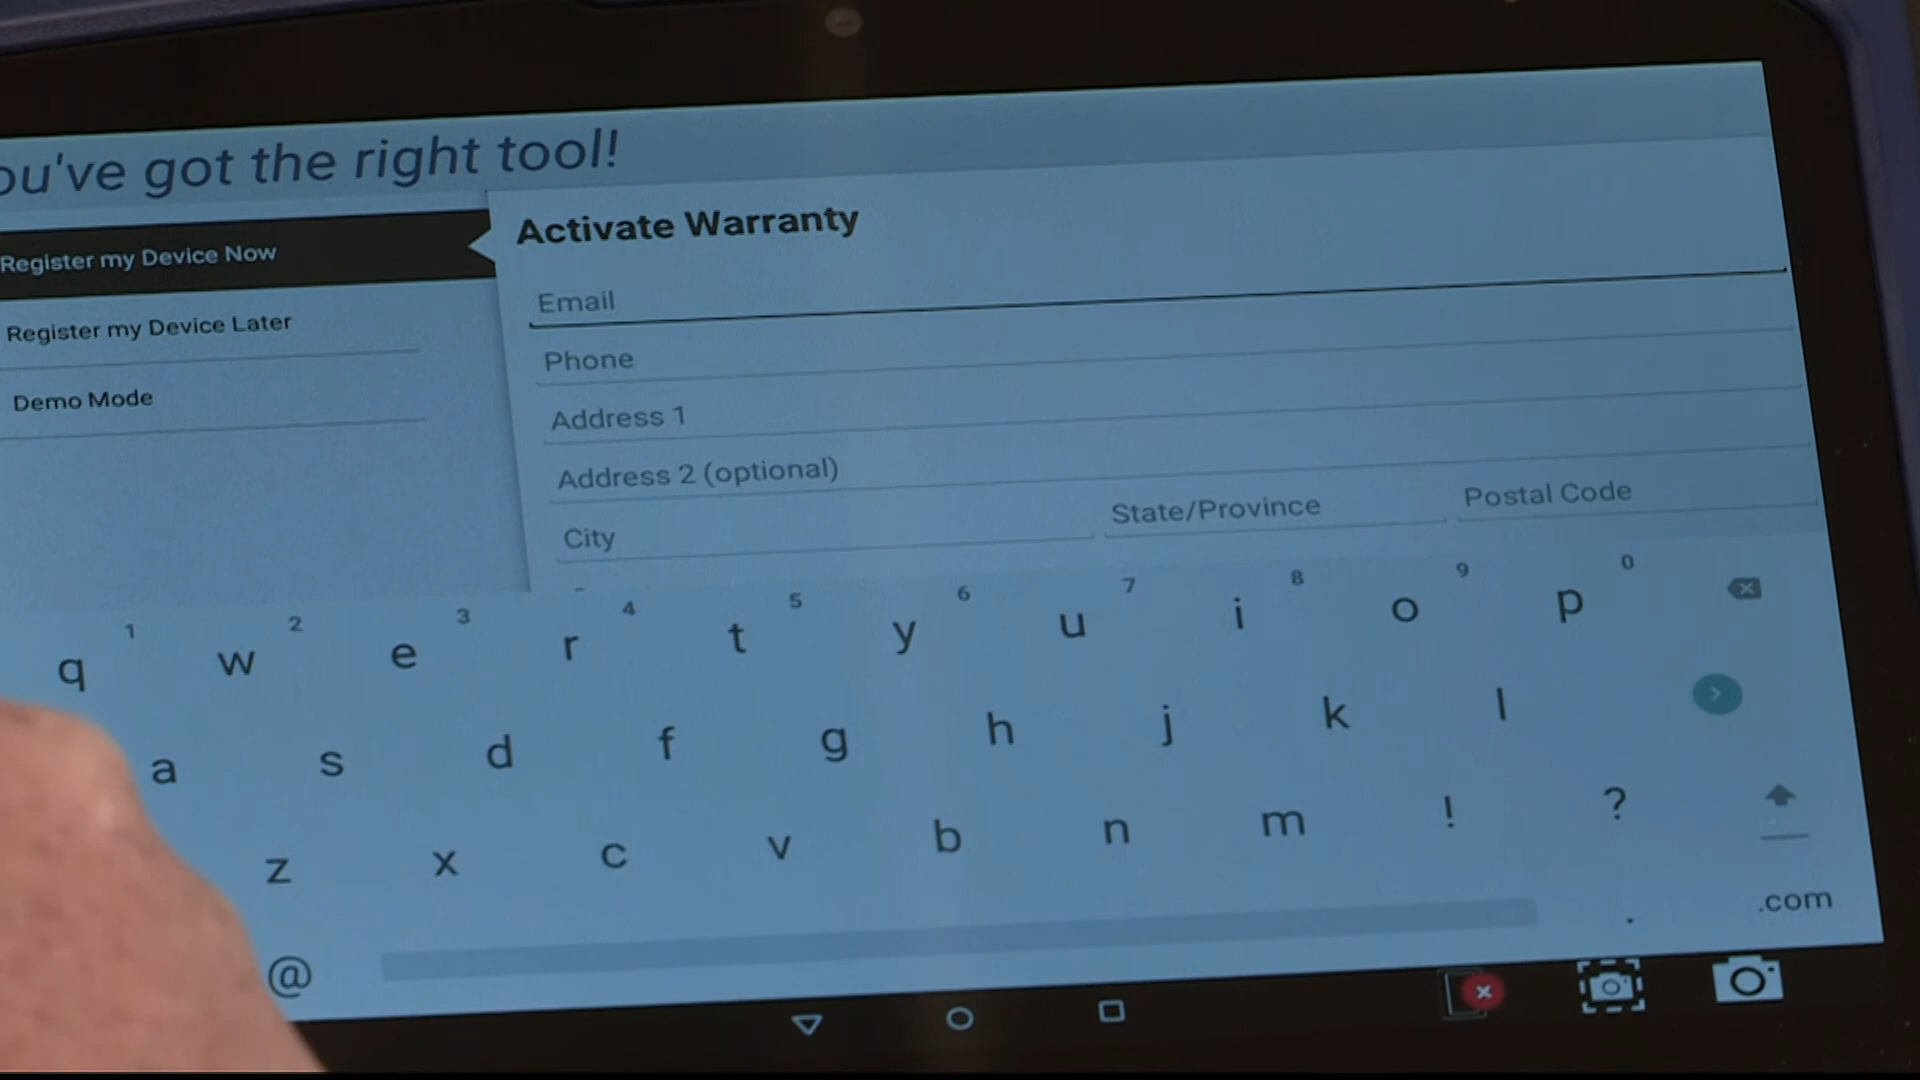 ou've got the right tool!
Register my Device Now
Register my Device Later
Demo Mode
Activate Warranty
Email
Phone
Address 1
Address 2 (optional)
City State/Province Postal Code
1 2 3 4 5 6 7 8 9 0
q w e r t y u i o p
a s d f g h j k l
z x c v b n m ! ?
@ . .com